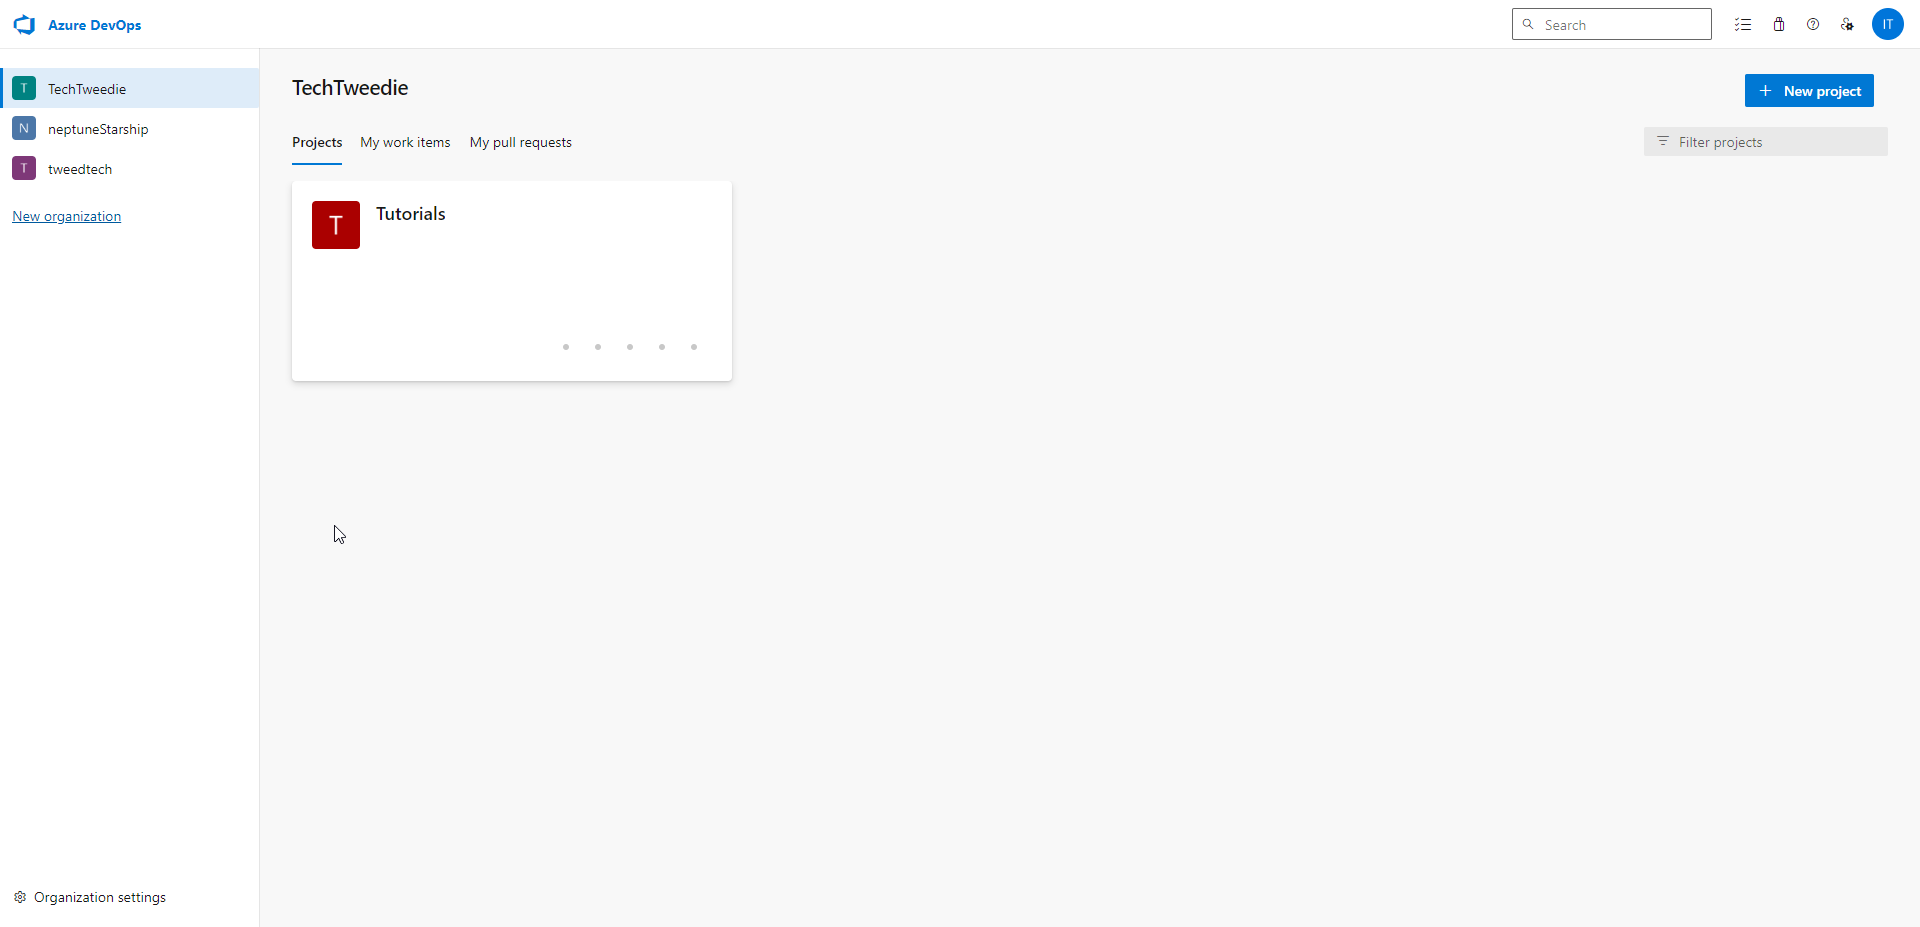 Azure DevOps
Search
IT
T TechTweedie
N neptuneStarship
T tweedtech
New organization
TechTweedie
New project
Projects My work items My pull requests
Filter projects
T Tutorials
Organization settings